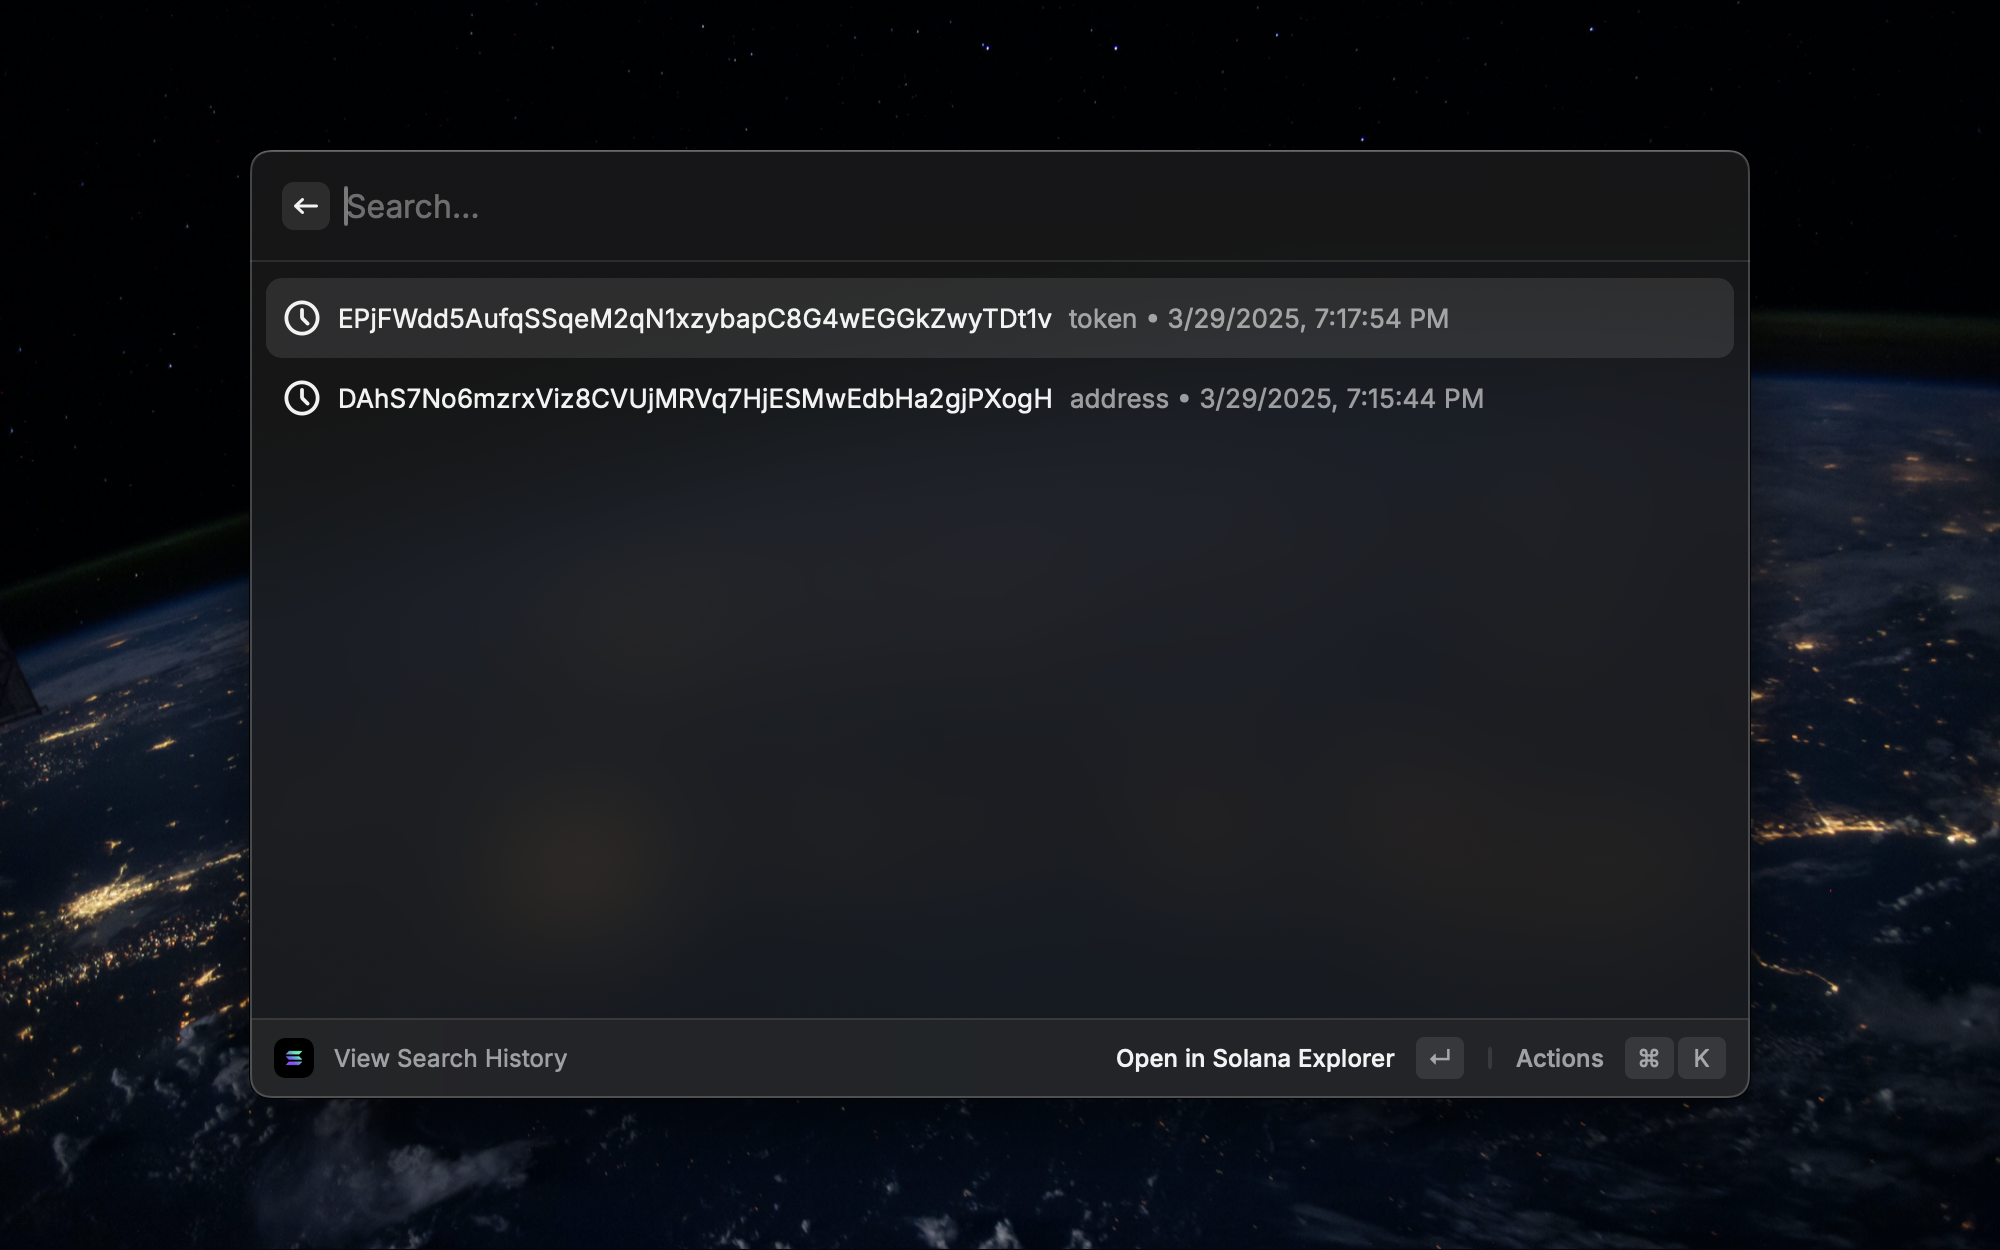 Search...
EPjFWdd5AufqSSqeM2qN1xzybapC8G4wEGGkZwyTDt1v token • 3/29/2025, 7:17:54 PM
DAhS7No6mzrxViz8CVUjMRVq7HjESMwEdbHa2gjPXogH address • 3/29/2025, 7:15:44 PM
View Search History Open in Solana Explorer ↵ Actions ⌘ K